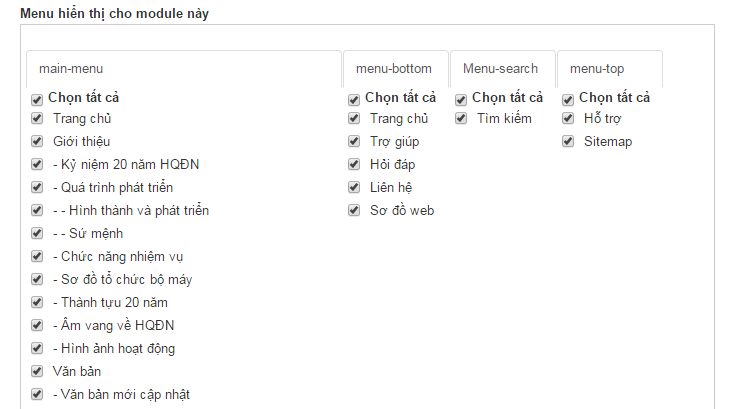 Menu hiển thị cho module này
main-menu
Chọn tất cả
Trang chủ
Giới thiệu
- Kỷ niệm 20 năm HQĐN
- Quá trình phát triển
- - Hình thành và phát triển
- - Sứ mệnh
- Chức năng nhiệm vụ
- Sơ đồ tổ chức bộ máy
- Thành tựu 20 năm
- Âm vang về HQĐN
- Hình ảnh hoạt động
Văn bản
- Văn bản mới cập nhật
menu-bottom
Chọn tất cả
Trang chủ
Trợ giúp
Hỏi đáp
Liên hệ
Sơ đồ web
Menu-search
Chọn tất cả
Tìm kiếm
menu-top
Chọn tất cả
Hỗ trợ
Sitemap